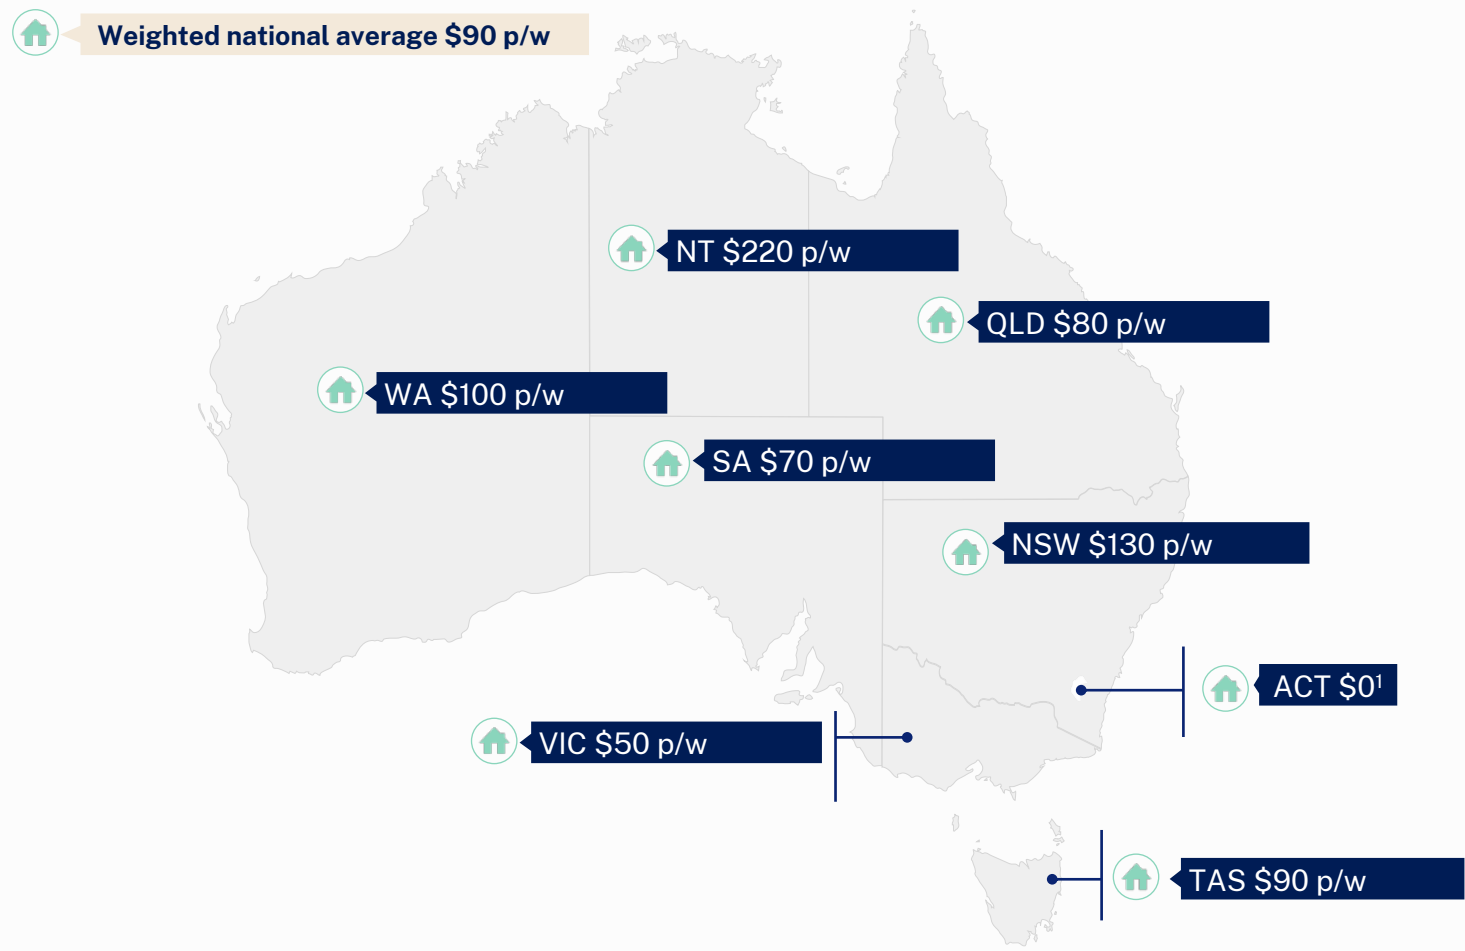 Weighted national average $90 p/w
NT $220 p/w
QLD $80 p/w
WA $100 p/w
SA $70 p/w
NSW $130 p/w
ACT $0¹
VIC $50 p/w
TAS $90 p/w